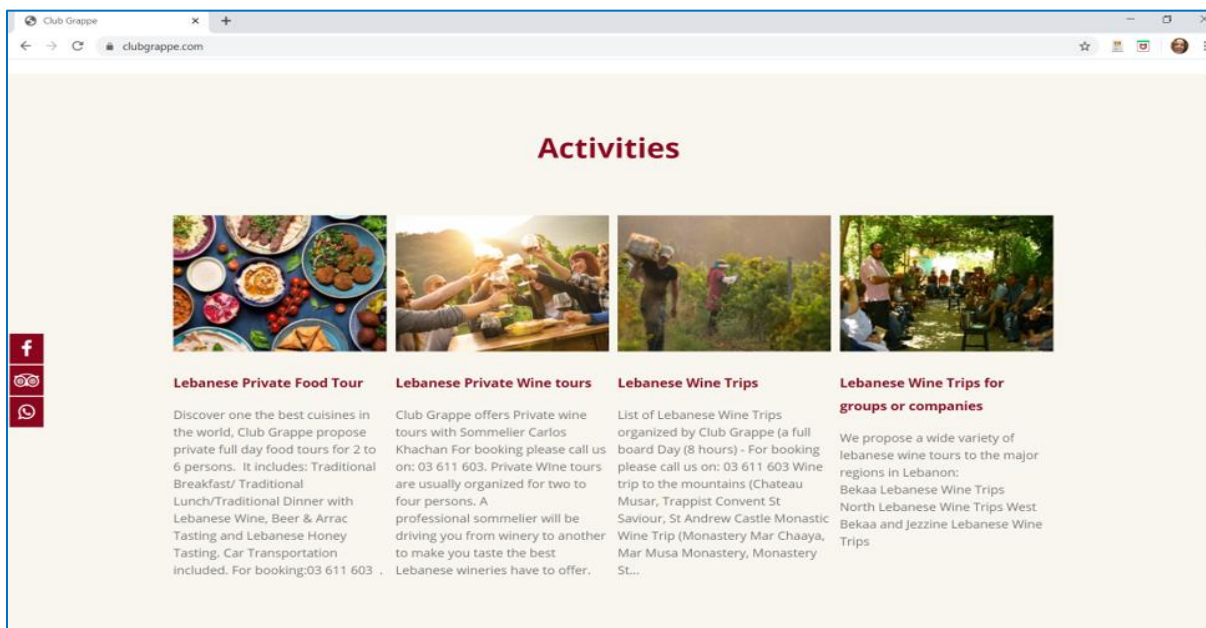 Club Grappe
clubgrappe.com
Activities
Lebanese Private Food Tour
Discover one the best cuisines in
the world, Club Grappe propose
private full day food tours for 2 to
6 persons. It includes: Traditional
Breakfast/ Traditional
Lunch/Traditional Dinner with
Lebanese Wine, Beer & Arrac
Tasting and Lebanese Honey
Tasting. Car Transportation
included. For booking:03 611 603 .
Lebanese Private Wine tours
Club Grappe offers Private wine
tours with Sommelier Carlos
Khachan For booking please call us
on: 03 611 603. Private WIne tours
are usually organized for two to
four persons. A
professional sommelier will be
driving you from winery to another
to make you taste the best
Lebanese wineries have to offer.
Lebanese Wine Trips
List of Lebanese Wine Trips
organized by Club Grappe (a full
board Day (8 hours) - For booking
please call us on: 03 611 603 Wine
trip to the mountains (Chateau
Musar, Trappist Convent St
Saviour, St Andrew Castle Monastic
Wine Trip (Monastery Mar Chaaya,
Mar Musa Monastery, Monastery
St...
Lebanese Wine Trips for
groups or companies
We propose a wide variety of
lebanese wine tours to the major
regions in Lebanon:
Bekaa Lebanese Wine Trips
North Lebanese Wine Trips West
Bekaa and Jezzine Lebanese Wine
Trips